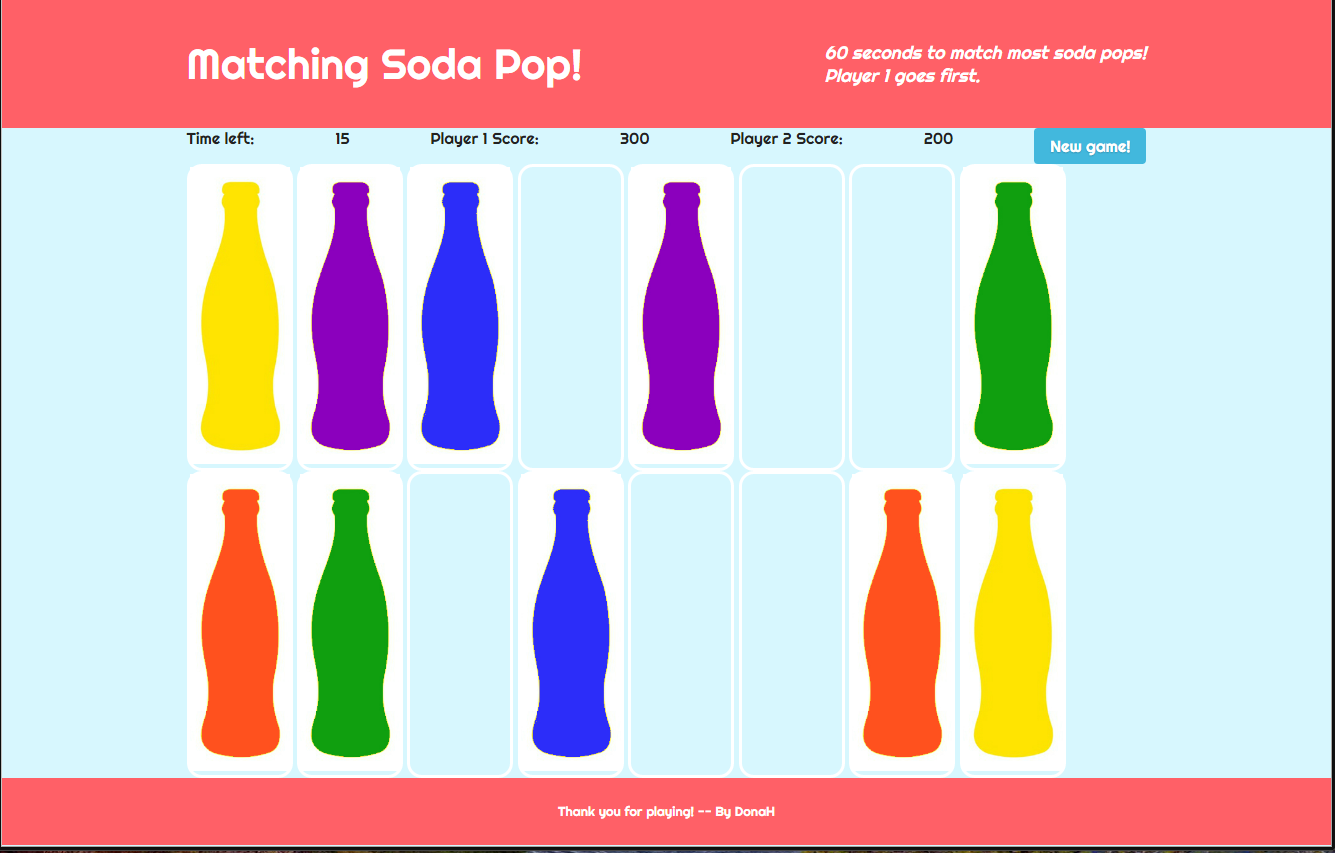 Matching Soda Pop!
60 seconds to match most soda pops!
Player 1 goes first.
Time left: 15 Player 1 Score: 300 Player 2 Score: 200 New game!
Thank you for playing! -- By DonaH